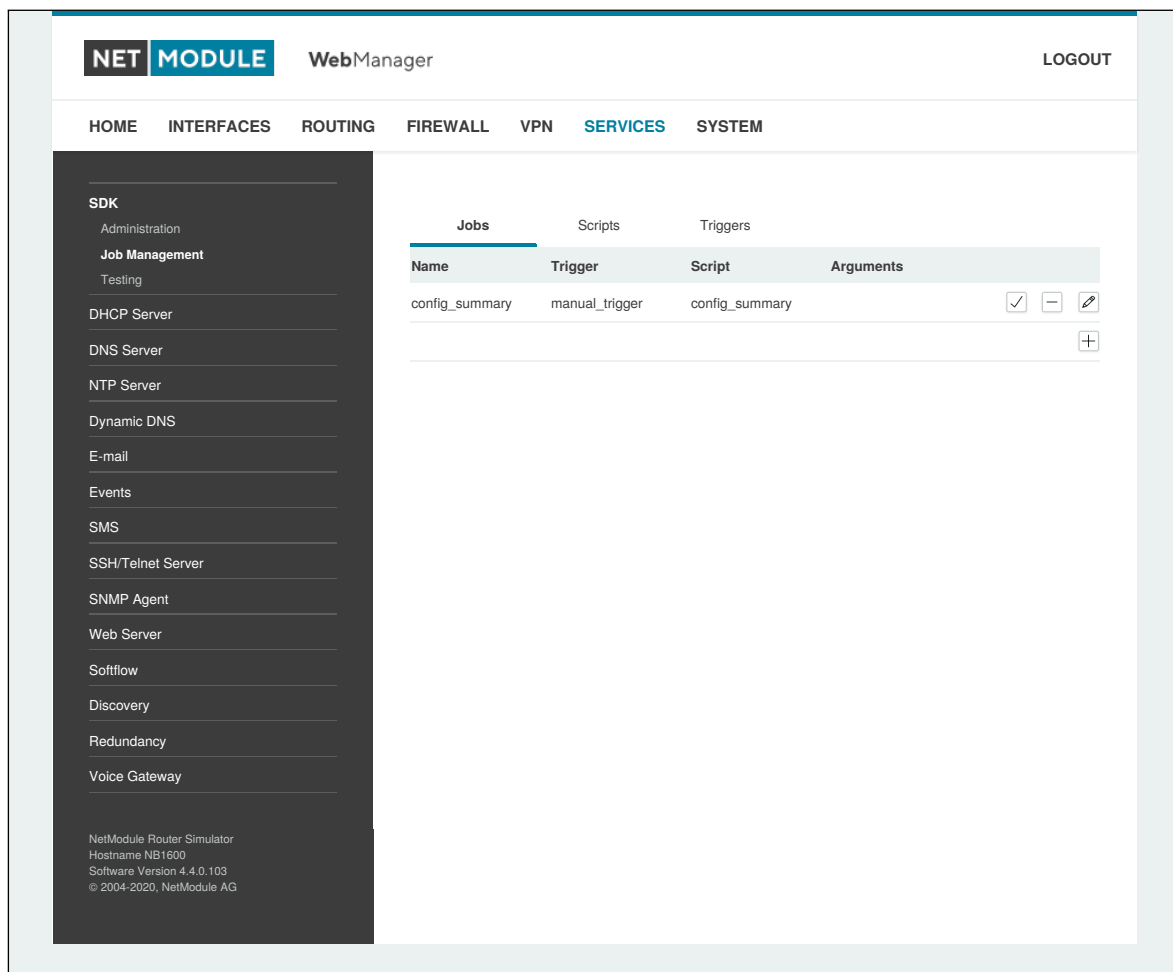 NET MODULE WebManager LOGOUT
HOME INTERFACES ROUTING FIREWALL VPN SERVICES SYSTEM
SDK
Administration
Job Management
Testing
DHCP Server
DNS Server
NTP Server
Dynamic DNS
E-mail
Events
SMS
SSH/Telnet Server
SNMP Agent
Web Server
Softflow
Discovery
Redundancy
Voice Gateway
NetModule Router Simulator
Hostname NB1600
Software Version 4.4.0.103
© 2004-2020, NetModule AG
Jobs Scripts Triggers
Name Trigger Script Arguments
config_summary manual_trigger config_summary